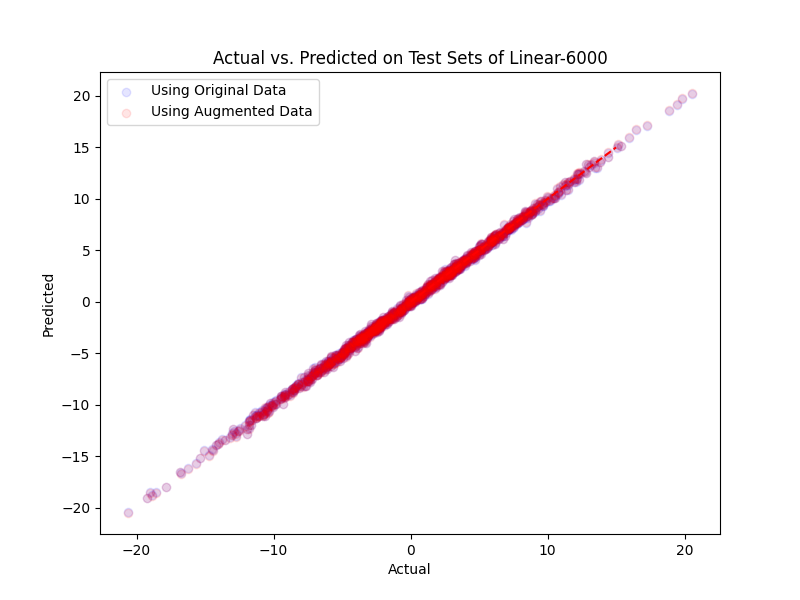 Actual vs. Predicted on Test Sets of Linear-6000
Using Original Data
Using Augmented Data
20
15
10
5
0
−5
−10
−15
−20
Predicted
−20
−10
0
10
20
Actual